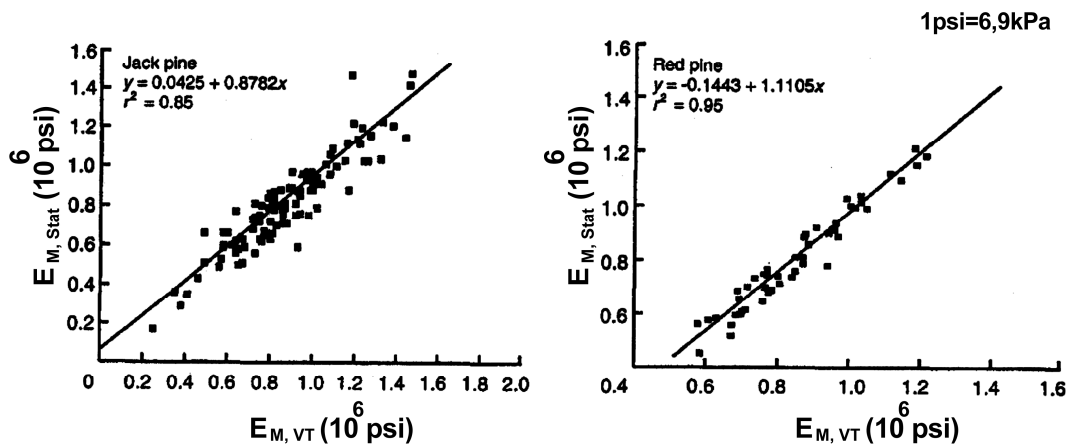 1psi=6,9kPa
Jack pine
y = 0.0425 + 0.8782x
r² = 0.85
1.6
1.4
1.2
1.0
0.8
0.6
0.4
0.2
0 0.2 0.4 0.6 0.8 1.0 1.2 1.4 1.6 1.8 2.0
E M, Stat (10⁶ psi)
E M, VT (10⁶ psi)
Red pine
y = -0.1443 + 1.1105x
r² = 0.95
1.6
1.4
1.2
1.0
0.8
0.6
0.4 0.6 0.8 1.0 1.2 1.4 1.6
E M, Stat (10⁶ psi)
E M, VT (10⁶ psi)